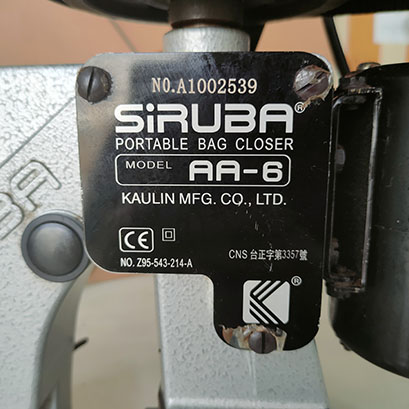 NO.A1002539
SiRUBA®
PORTABLE BAG CLOSER
MODEL AA-6
KAULIN MFG. CO., LTD.
CE
NO. Z95-543-214-A
CNS 台正字第3357號
K®
UBA